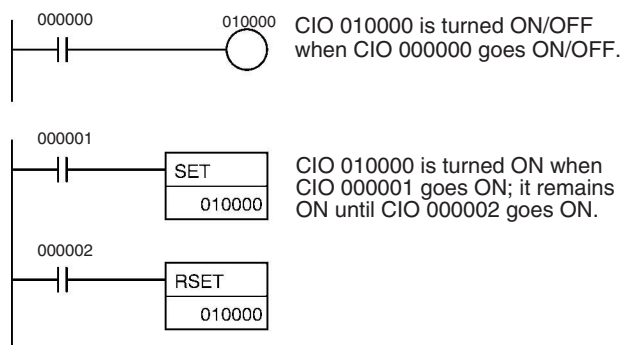 000000
010000
CIO 010000 is turned ON/OFF
when CIO 000000 goes ON/OFF.
000001
SET
010000
CIO 010000 is turned ON when
CIO 000001 goes ON; it remains
ON until CIO 000002 goes ON.
000002
RSET
010000